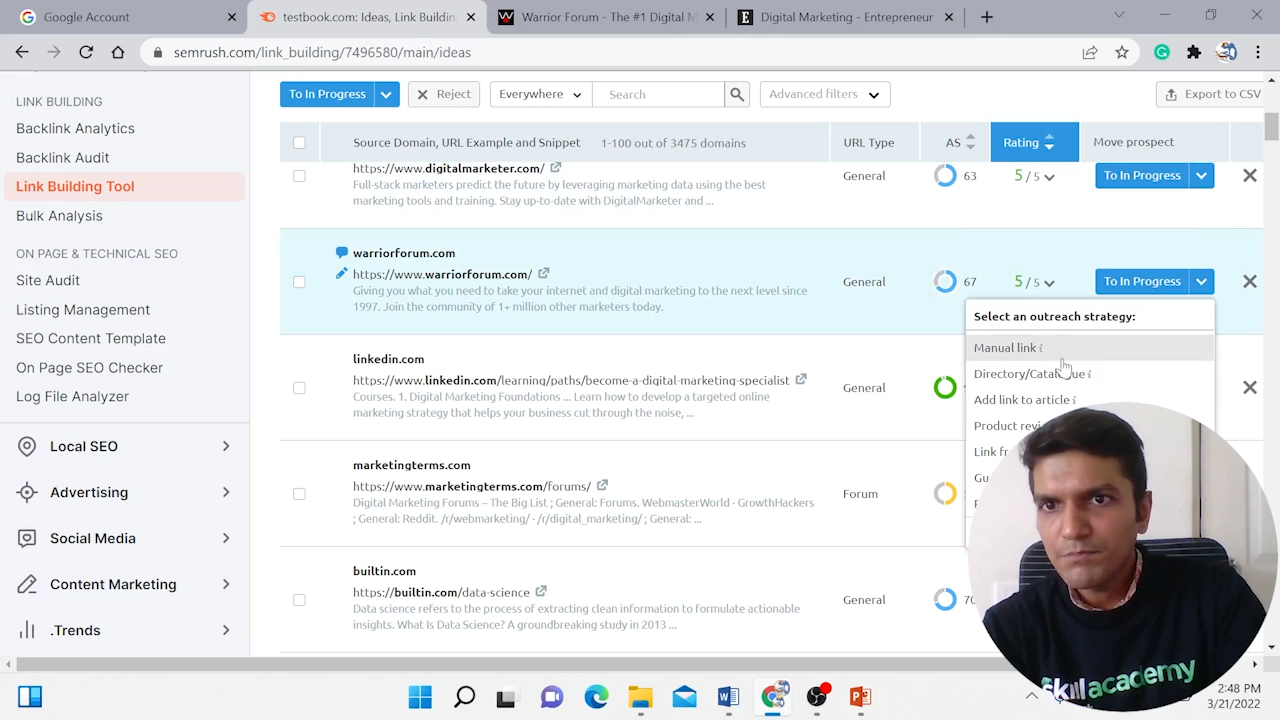 Google Account
testbook.com: Ideas, Link Building
Warrior Forum - The #1 Digital M
Digital Marketing - Entrepreneur
semrush.com/link_building/7496580/main/ideas
LINK BUILDING
Backlink Analytics
Backlink Audit
Link Building Tool
Bulk Analysis
ON PAGE & TECHNICAL SEO
Site Audit
Listing Management
SEO Content Template
On Page SEO Checker
Log File Analyzer
Local SEO
Advertising
Social Media
Content Marketing
.Trends
To In Progress
Reject
Everywhere
Search
Advanced filters
Export to CSV
Source Domain, URL Example and Snippet 1-100 out of 3475 domains
URL Type
AS
Rating
Move prospect
https://www.digitalmarketer.com/
Full-stack marketers predict the future by leveraging marketing data using the best
marketing tools and training. Stay up-to-date with DigitalMarketer and ...
General
63
5 / 5
To In Progress
warriorforum.com
https://www.warriorforum.com/
Giving you what you need to take your internet and digital marketing to the next level since
1997. Join the community of 1+ million other marketers today.
General
67
5 / 5
To In Progress
Select an outreach strategy:
Manual link i
Directory/Catalogue i
Add link to article i
Product
linkedin.com
https://www.linkedin.com/learning/paths/become-a-digital-marketing-specialist
Courses. 1. Digital Marketing Foundations ... Learn how to develop a targeted online
marketing strategy that helps your business cut through the noise, ...
General
marketingterms.com
https://www.marketingterms.com/forums/
Digital Marketing Forums – The Big List ; General: Forums. WebmasterWorld · GrowthHackers
; General: Reddit. /r/webmarketing/ · /r/digital_marketing/ ; General: ...
Forum
builtin.com
https://builtin.com/data-science
Data science refers to the process of extracting clean information to formulate actionable
insights. What Is Data Science? A groundbreaking study in 2013 ...
General
70
skillacademy
2:48 PM
3/21/2022